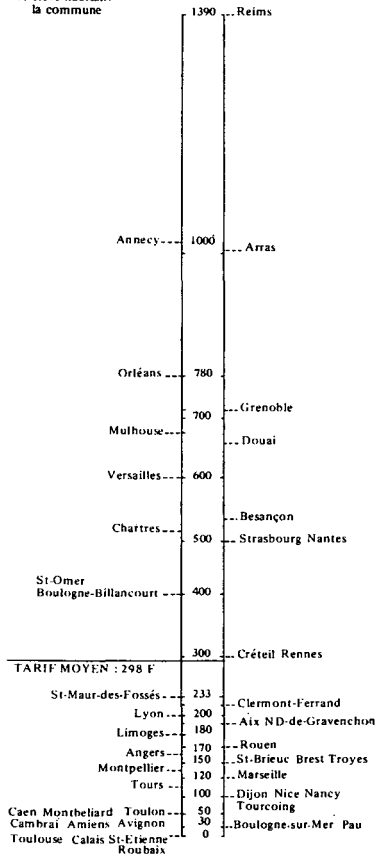 la commune
1390 Reims
Annecy 1000 Arras
Orléans 780
Grenoble
700
Mulhouse
Douai
Versailles 600
Besançon
Chartres
500 Strasbourg Nantes
St-Omer
Boulogne-Billancourt 400
300 Créteil Rennes
TARIF MOYEN : 298 F
St-Maur-des-Fossés 233
Clermont-Ferrand
Lyon 200
Aix ND-de-Gravenchon
Limoges 180
170 Rouen
Angers
150 St-Brieuc Brest Troyes
Montpellier
120 Marseille
Tours
100 Dijon Nice Nancy
Tourcoing
Caen Montbeliard Toulon 50
Cambrai Amiens Avignon 30
Boulogne-sur-Mer Pau
Toulouse Calais St-Etienne 0
Roubaix